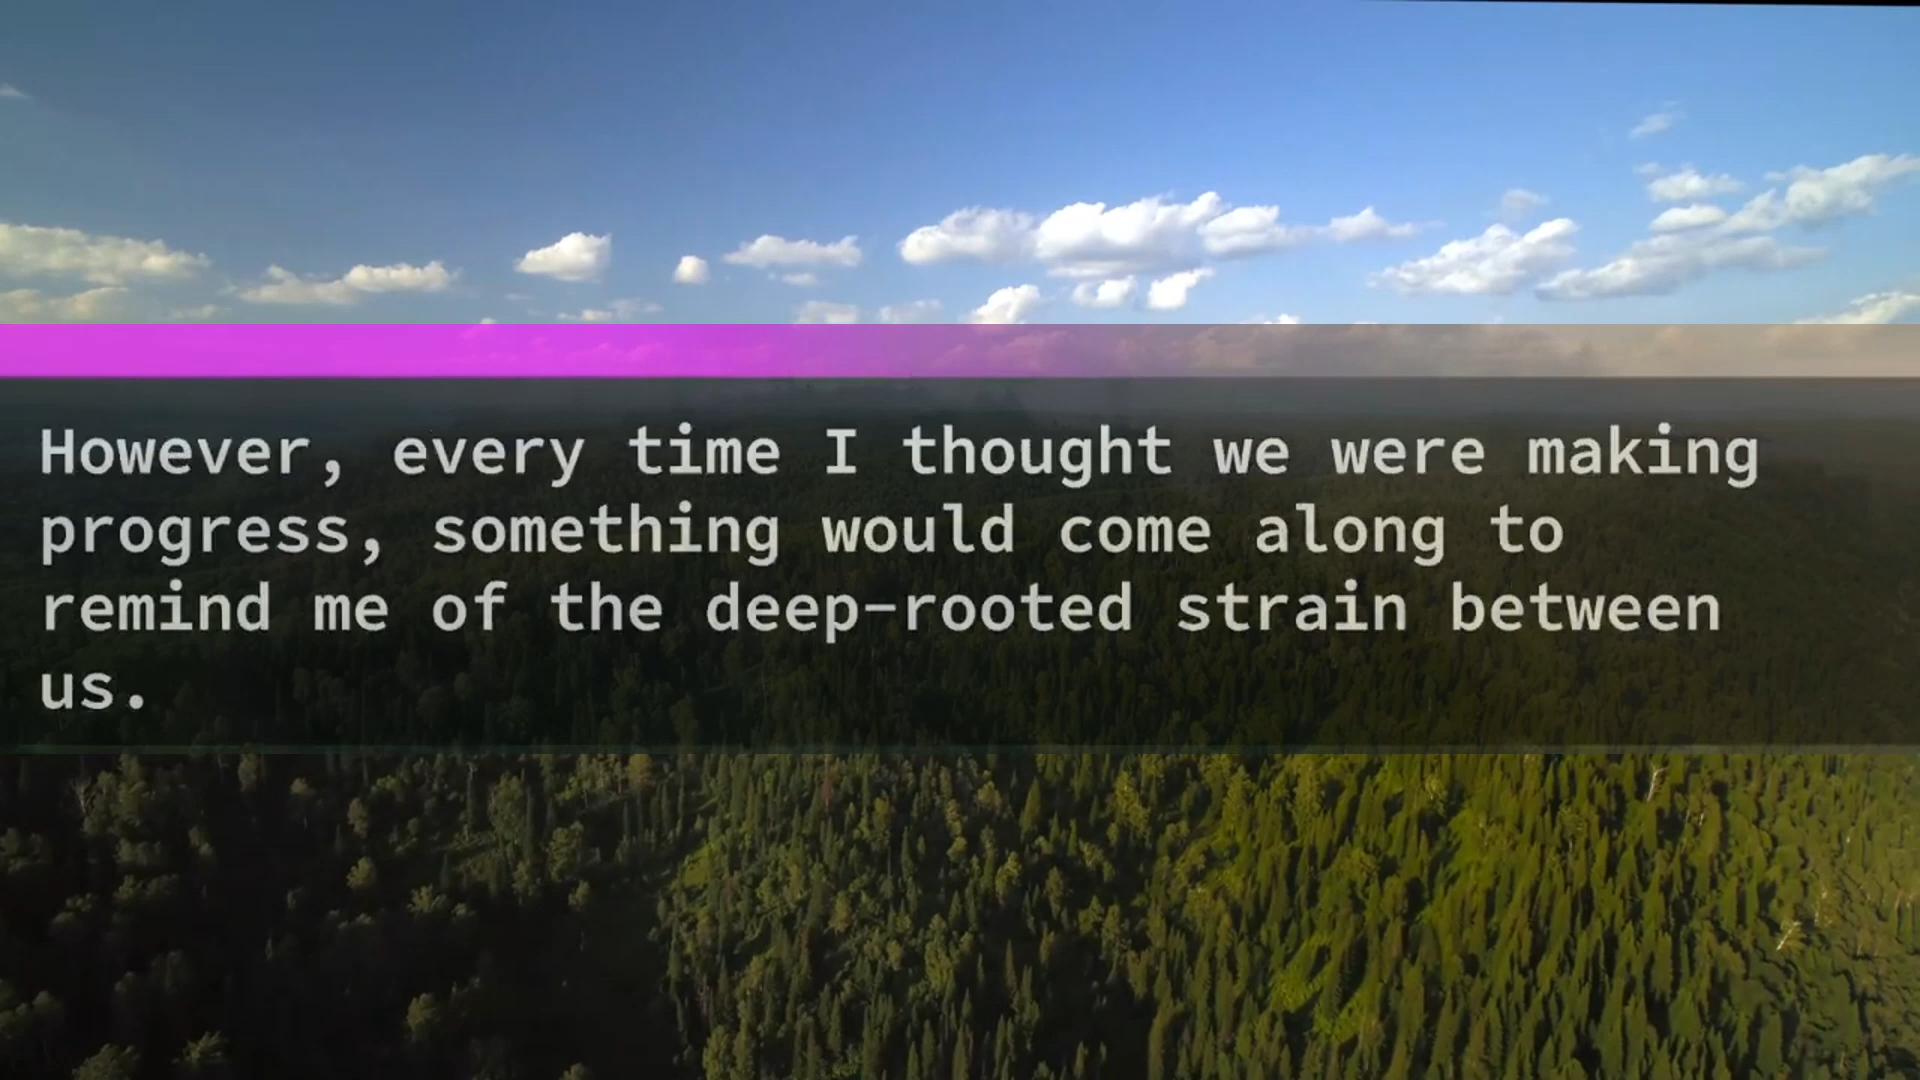 However, every time I thought we were making
progress, something would come along to
remind me of the deep-rooted strain between
us.